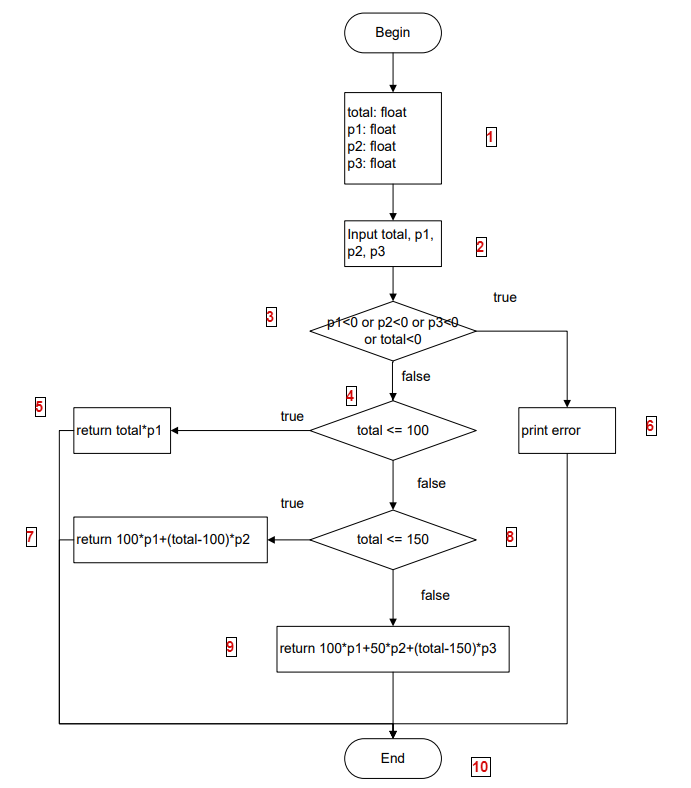 Begin
total: float
p1: float
p2: float
p3: float
1
Input total, p1,
p2, p3
2
true
3
p1<0 or p2<0 or p3<0
or total<0
false
4
5
true
return total*p1
total <= 100
print error
6
false
true
7
return 100*p1+(total-100)*p2
total <= 150
8
false
9
return 100*p1+50*p2+(total-150)*p3
End
10